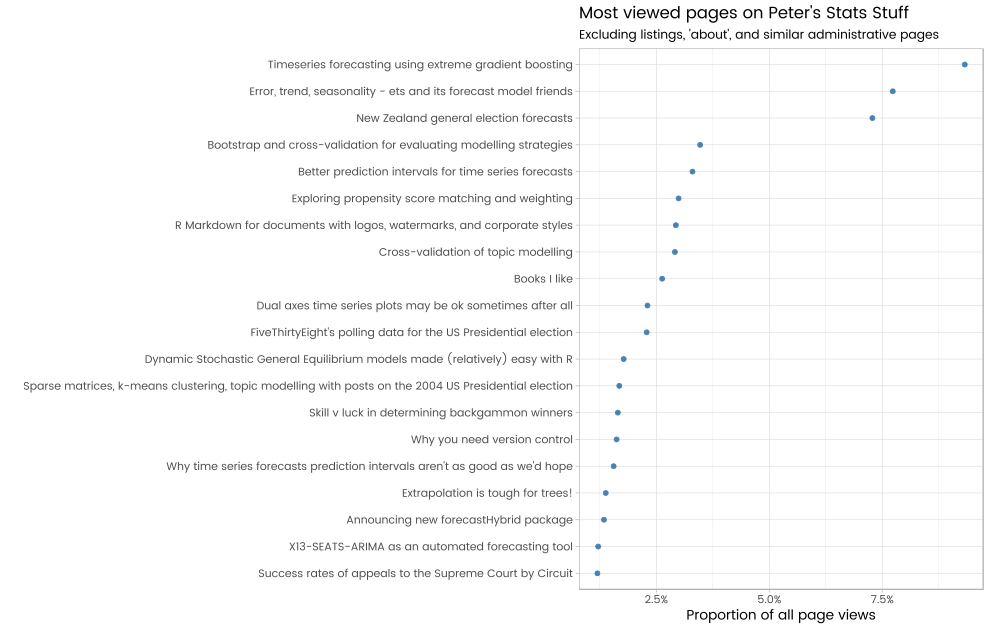 Most viewed pages on Peter's Stats Stuff
Excluding listings, 'about', and similar administrative pages
Timeseries forecasting using extreme gradient boosting
Error, trend, seasonality - ets and its forecast model friends
New Zealand general election forecasts
Bootstrap and cross-validation for evaluating modelling strategies
Better prediction intervals for time series forecasts
Exploring propensity score matching and weighting
R Markdown for documents with logos, watermarks, and corporate styles
Cross-validation of topic modelling
Books I like
Dual axes time series plots may be ok sometimes after all
FiveThirtyEight's polling data for the US Presidential election
Dynamic Stochastic General Equilibrium models made (relatively) easy with R
Sparse matrices, k-means clustering, topic modelling with posts on the 2004 US Presidential election
Skill v luck in determining backgammon winners
Why you need version control
Why time series forecasts prediction intervals aren't as good as we'd hope
Extrapolation is tough for trees!
Announcing new forecastHybrid package
X13-SEATS-ARIMA as an automated forecasting tool
Success rates of appeals to the Supreme Court by Circuit
2.5% 5.0% 7.5%
Proportion of all page views